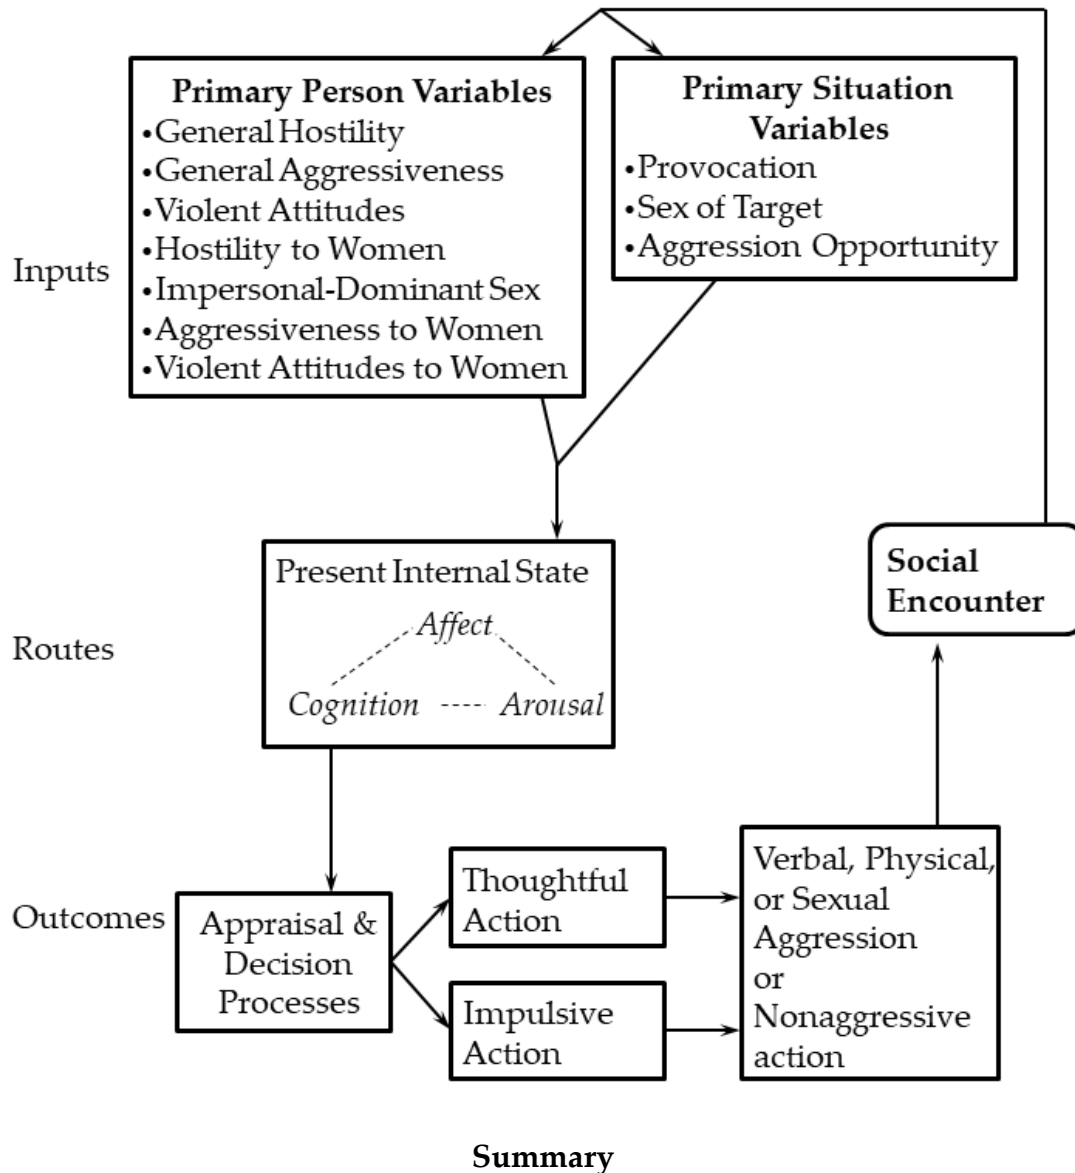 Primary Person Variables
•General Hostility
•General Aggressiveness
•Violent Attitudes
•Hostility to Women
•Impersonal-Dominant Sex
•Aggressiveness to Women
•Violent Attitudes to Women
Primary Situation
Variables
•Provocation
•Sex of Target
•Aggression Opportunity
Inputs
Present Internal State
Affect
Cognition
Arousal
Routes
Social
Encounter
Outcomes
Appraisal &
Decision
Processes
Thoughtful
Action
Impulsive
Action
Verbal, Physical,
or Sexual
Aggression
or
Nonaggressive
action
Summary